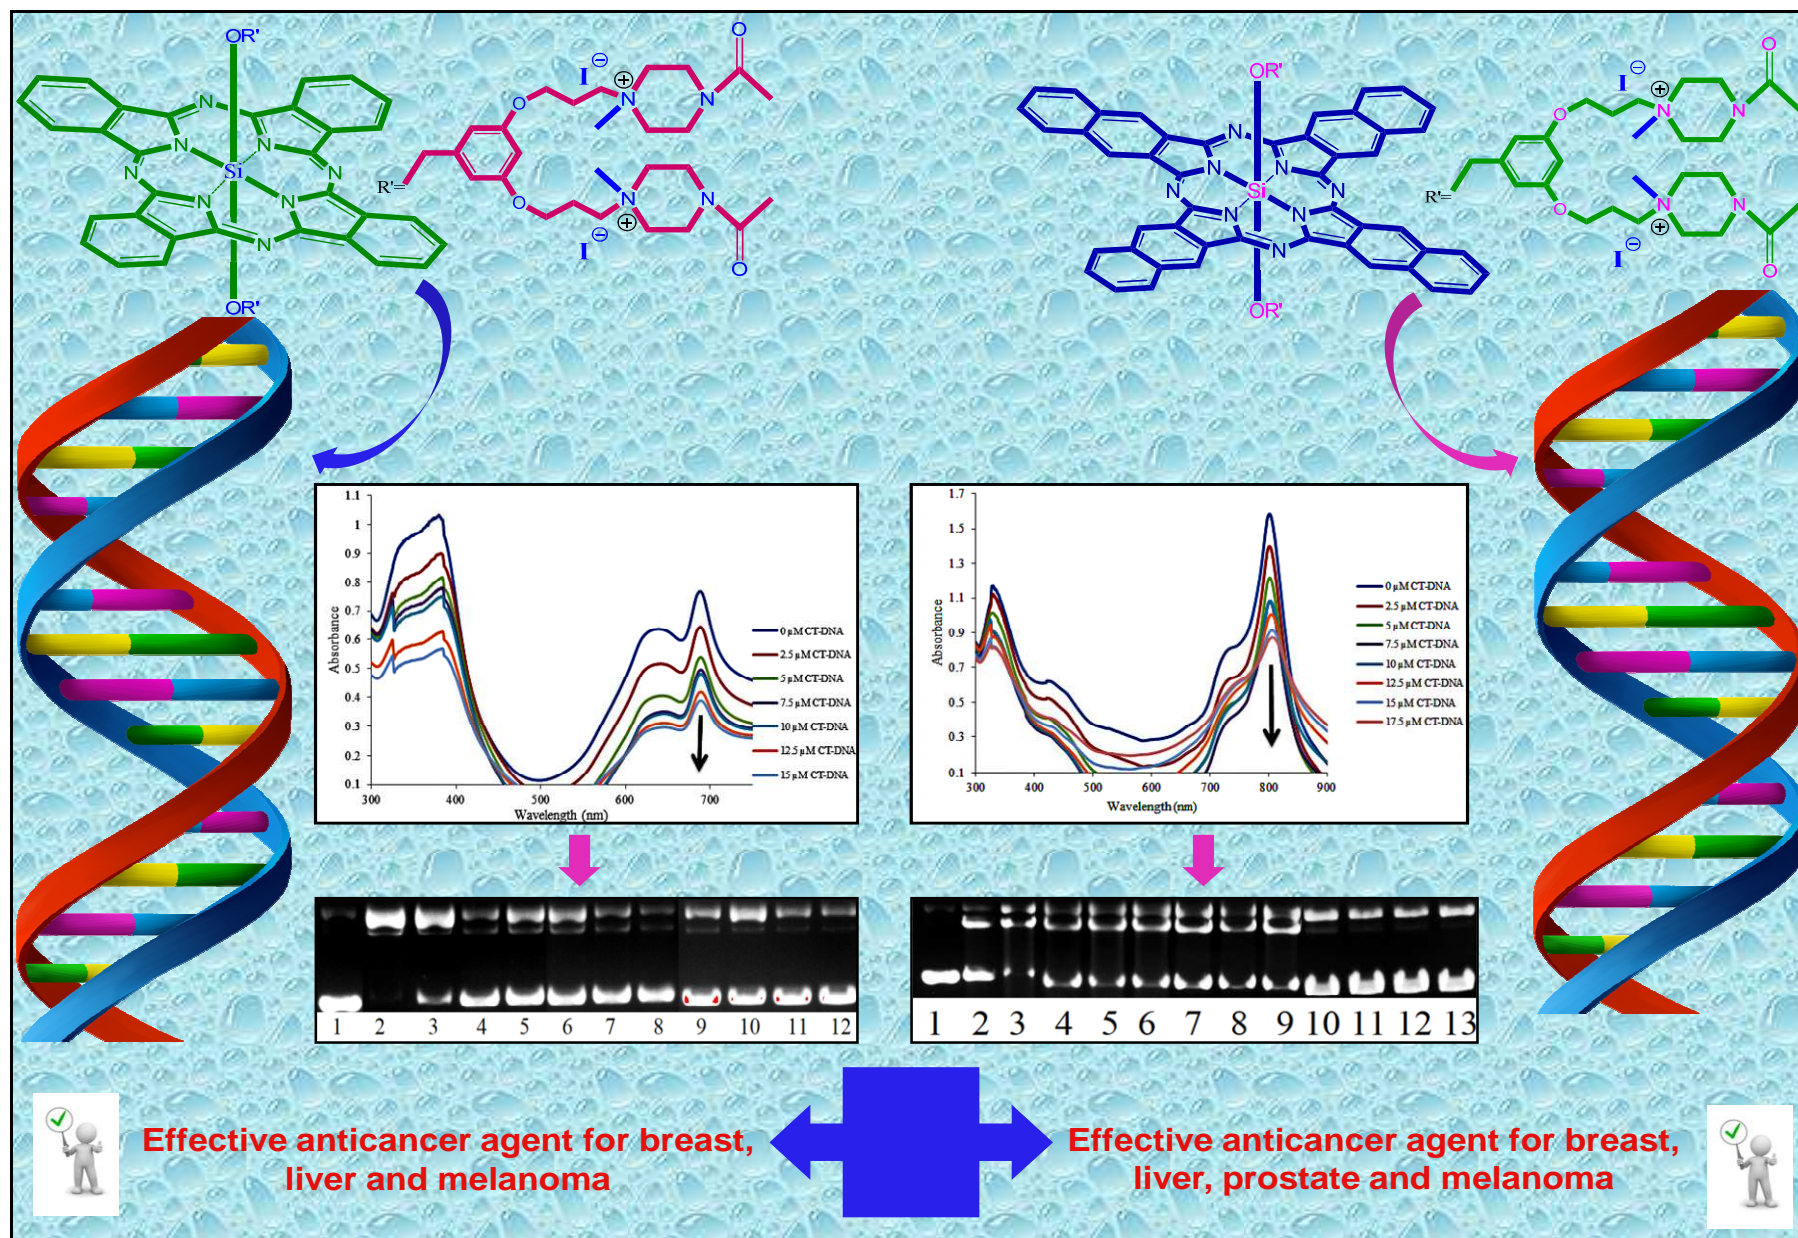 OR'
N
N
N
N
N
N
N
N
Si
OR'
R'=
O
O
I⊖
⊕
N
N
O
N
N
⊕
I⊖
O
OR'
N
N
N
N
N
N
N
N
Si
OR'
R'=
O
O
I⊖
⊕
N
N
O
N
N
⊕
I⊖
O
1.1
1
0.9
0.8
0.7
0.6
0.5
0.4
0.3
0.2
0.1
Absorbance
300 400 500 600 700
Wavelength (nm)
0 µM CT-DNA
2.5 µM CT-DNA
5 µM CT-DNA
7.5 µM CT-DNA
10 µM CT-DNA
12.5 µM CT-DNA
15 µM CT-DNA
1.7
1.5
1.3
1.1
0.9
0.7
0.5
0.3
0.1
Absorbance
300 400 500 600 700 800 900
Wavelength (nm)
0 µM CT-DNA
2.5 µM CT-DNA
5 µM CT-DNA
7.5 µM CT-DNA
10 µM CT-DNA
12.5 µM CT-DNA
15 µM CT-DNA
17.5 µM CT-DNA
1 2 3 4 5 6 7 8 9 10 11 12
1 2 3 4 5 6 7 8 9 10 11 12 13
Effective anticancer agent for breast,
liver and melanoma
Effective anticancer agent for breast,
liver, prostate and melanoma